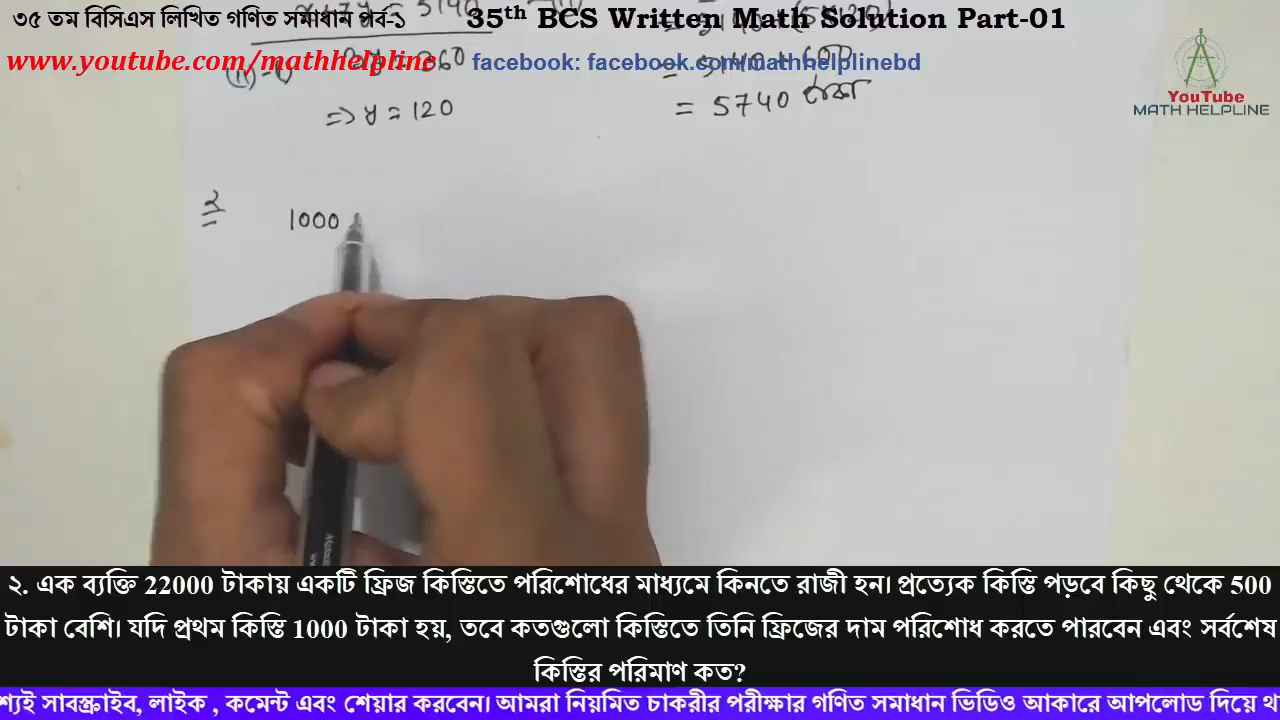 ৩৫ তম বিসিএস লিখিত গণিত সমাধান পর্ব-১
35th BCS Written Math Solution Part-01
www.youtube.com/mathhelpline
facebook: facebook.com/mathhelplinebd
YouTube
MATH HELPLINE
=> y = 120
= 5740 টাকা
২
1000
২. এক ব্যক্তি 22000 টাকায় একটি ফ্রিজ কিস্তিতে পরিশোধের মাধ্যমে কিনতে রাজী হন। প্রত্যেক কিস্তি পড়বে কিছু থেকে 500
টাকা বেশি। যদি প্রথম কিস্তি 1000 টাকা হয়, তবে কতগুলো কিস্তিতে তিনি ফ্রিজের দাম পরিশোধ করতে পারবেন এবং সর্বশেষ
কিস্তির পরিমাণ কত?
শ্যই সাবস্ক্রাইব, লাইক , কমেন্ট এবং শেয়ার করবেন। আমরা নিয়মিত চাকরীর পরীক্ষার গণিত সমাধান ভিডিও আকারে আপলোড দিয়ে থ